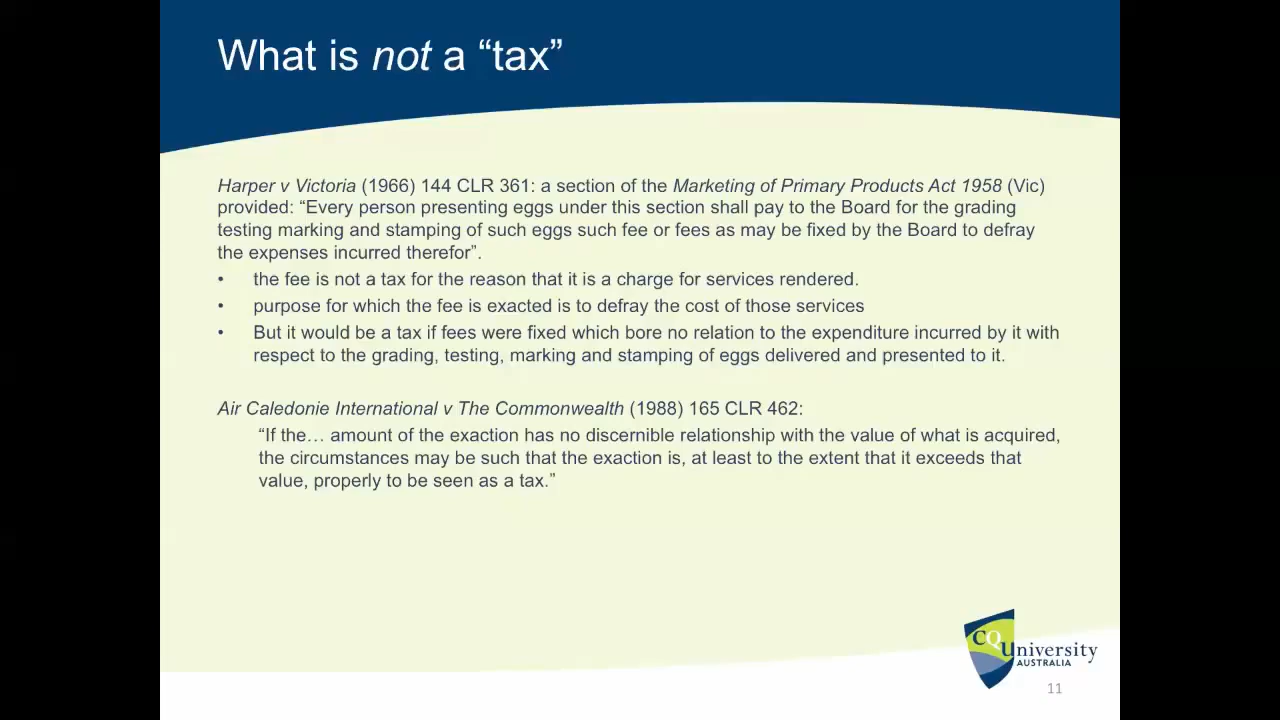 What is not a “tax”
Harper v Victoria (1966) 144 CLR 361: a section of the Marketing of Primary Products Act 1958 (Vic)
provided: “Every person presenting eggs under this section shall pay to the Board for the grading
testing marking and stamping of such eggs such fee or fees as may be fixed by the Board to defray
the expenses incurred therefor”.
• the fee is not a tax for the reason that it is a charge for services rendered.
• purpose for which the fee is exacted is to defray the cost of those services
• But it would be a tax if fees were fixed which bore no relation to the expenditure incurred by it with
respect to the grading, testing, marking and stamping of eggs delivered and presented to it.
Air Caledonie International v The Commonwealth (1988) 165 CLR 462:
“If the… amount of the exaction has no discernible relationship with the value of what is acquired,
the circumstances may be such that the exaction is, at least to the extent that it exceeds that
value, properly to be seen as a tax.”
CQUniversity
AUSTRALIA
11